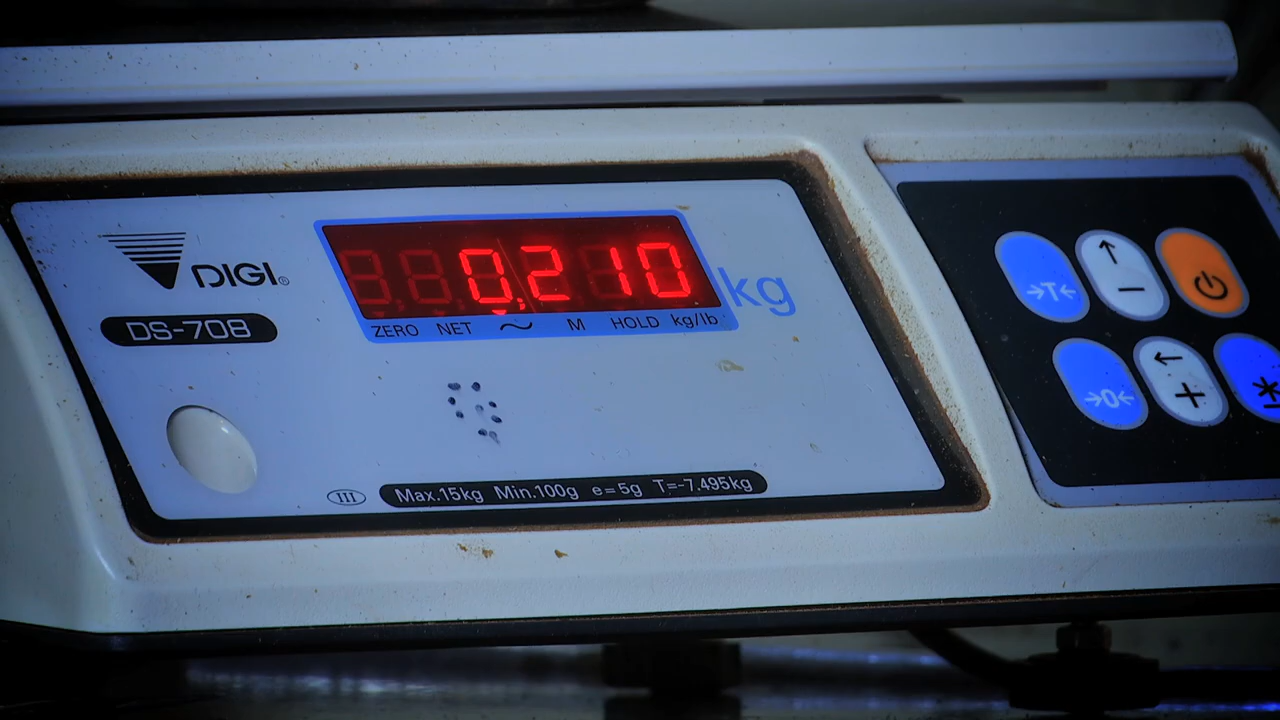 DIGI®
DS-708
0.210 kg
ZERO NET ~ M HOLD kg/lb
III Max.15kg Min.100g e=5g T=-7.495kg
→T← ↑ − 
→0← ← + *